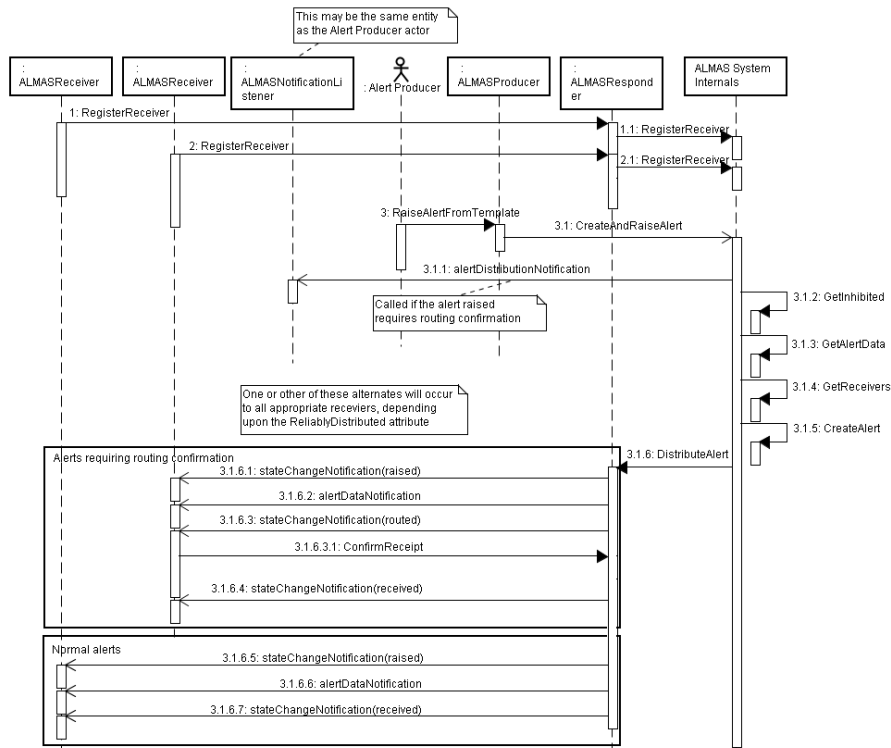 This may be the same entity
as the Alert Producer actor
:
ALMASReceiver
:
ALMASReceiver
:
ALMASNotificationLi
stener
: Alert Producer
:
ALMASProducer
:
ALMASRespon
der
ALMAS System
Internals
1: RegisterReceiver
1.1: RegisterReceiver
2: RegisterReceiver
2.1: RegisterReceiver
3: RaiseAlertFromTemplate
3.1: CreateAndRaiseAlert
3.1.1: alertDistributionNotification
3.1.2: GetInhibited
Called if the alert raised
requires routing confirmation
3.1.3: GetAlertData
3.1.4: GetReceivers
One or other of these alternates will occur
to all appropriate receviers, depending
upon the ReliablyDistributed attribute
3.1.5: CreateAlert
3.1.6: DistributeAlert
Alerts requiring routing confirmation
3.1.6.1: stateChangeNotification(raised)
3.1.6.2: alertDataNotification
3.1.6.3: stateChangeNotification(routed)
3.1.6.3.1: ConfirmReceipt
3.1.6.4: stateChangeNotification(received)
Normal alerts
3.1.6.5: stateChangeNotification(raised)
3.1.6.6: alertDataNotification
3.1.6.7: stateChangeNotification(received)